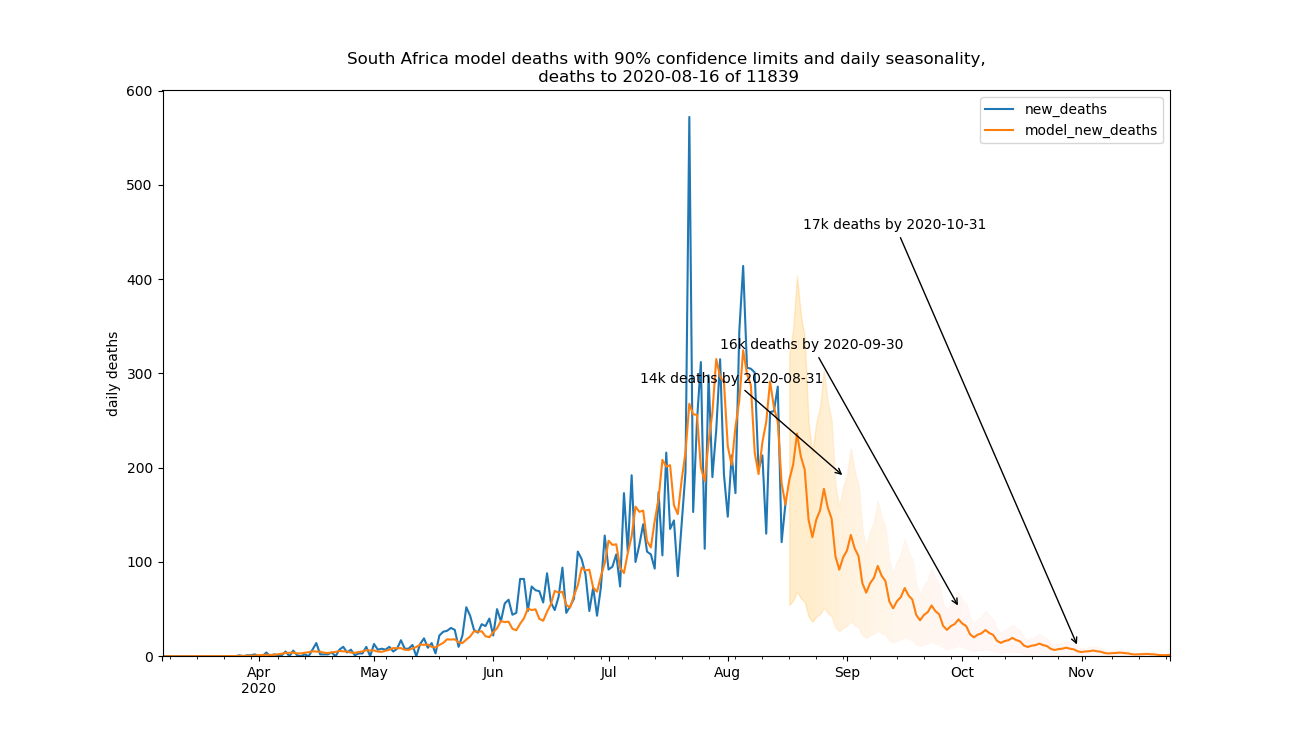 South Africa model deaths with 90% confidence limits and daily seasonality,
deaths to 2020-08-16 of 11839
600
new_deaths
model_new_deaths
500
17k deaths by 2020-10-31
400
16k deaths by 2020-09-30
300
14k deaths by 2020-08-31
daily deaths
200
100
0
Apr May Jun Jul Aug Sep Oct Nov
2020